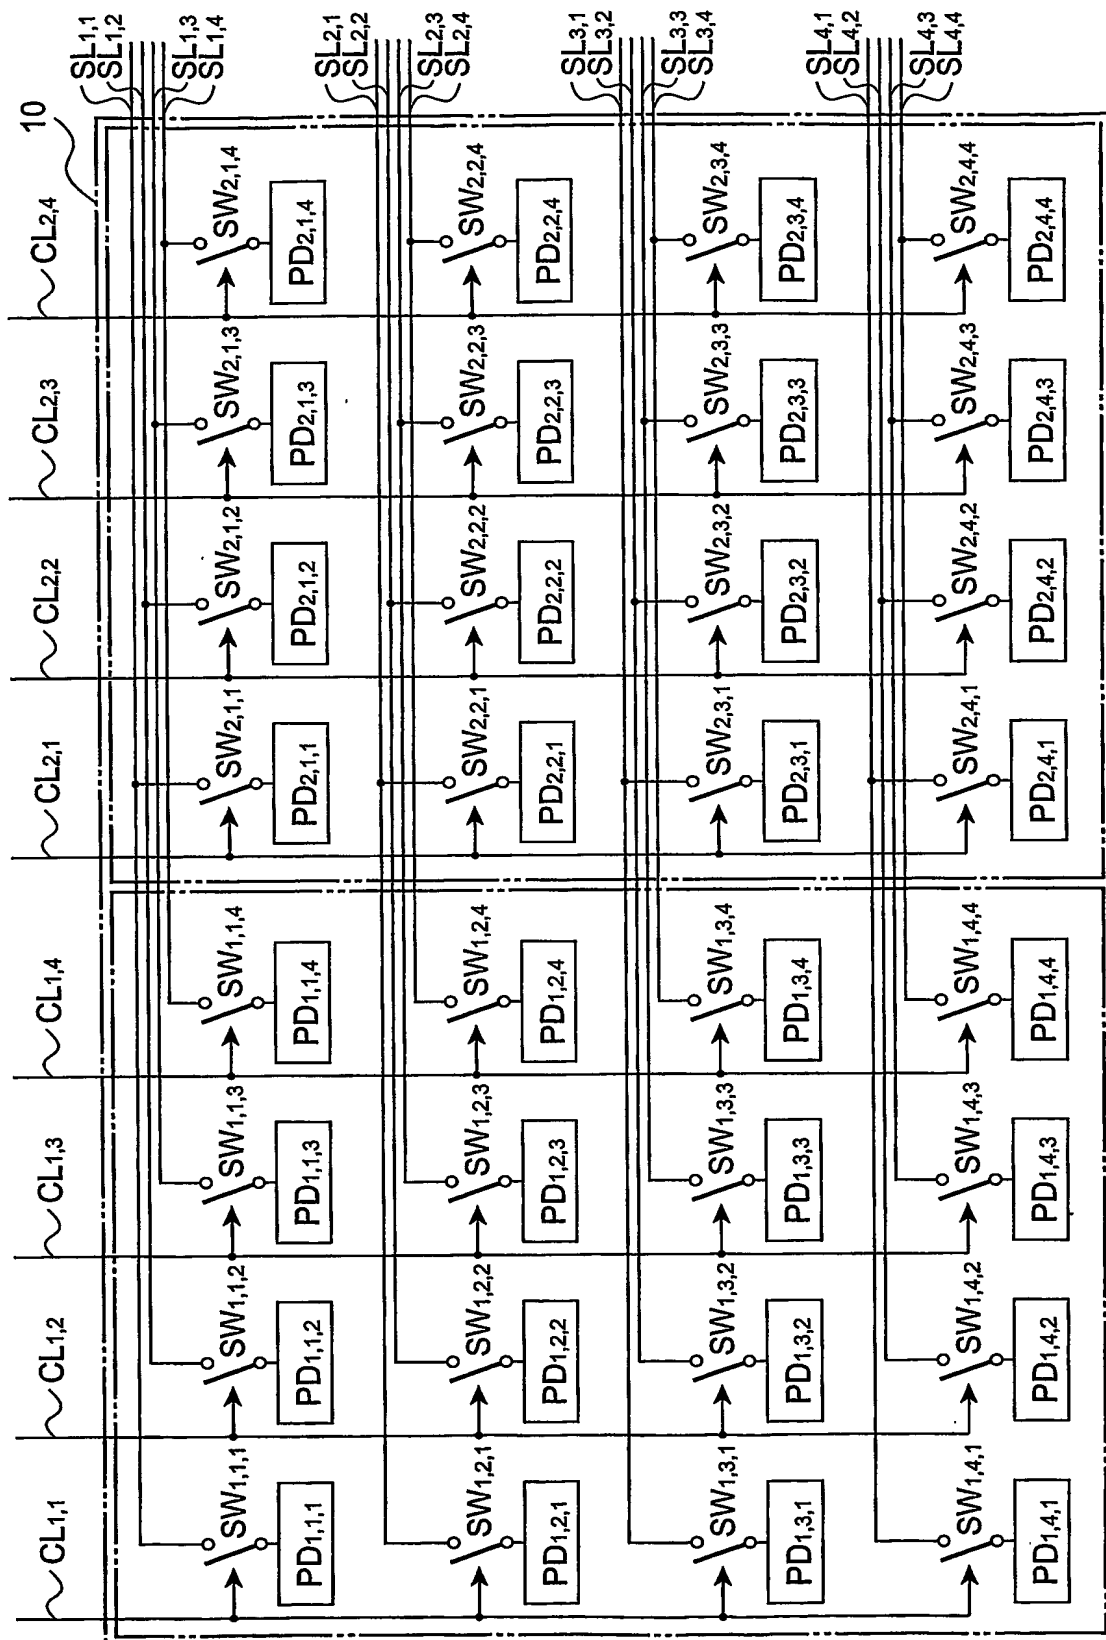 10
CL1,1 CL1,2 CL1,3 CL1,4 CL2,1 CL2,2 CL2,3 CL2,4
SL1,1
SL1,2
SL1,3
SL1,4
SW1,1,1 SW1,1,2 SW1,1,3 SW1,1,4 SW2,1,1 SW2,1,2 SW2,1,3 SW2,1,4
PD1,1,1 PD1,1,2 PD1,1,3 PD1,1,4 PD2,1,1 PD2,1,2 PD2,1,3 PD2,1,4
SL2,1
SL2,2
SL2,3
SL2,4
SW1,2,1 SW1,2,2 SW1,2,3 SW1,2,4 SW2,2,1 SW2,2,2 SW2,2,3 SW2,2,4
PD1,2,1 PD1,2,2 PD1,2,3 PD1,2,4 PD2,2,1 PD2,2,2 PD2,2,3 PD2,2,4
SL3,1
SL3,2
SL3,3
SL3,4
SW1,3,1 SW1,3,2 SW1,3,3 SW1,3,4 SW2,3,1 SW2,3,2 SW2,3,3 SW2,3,4
PD1,3,1 PD1,3,2 PD1,3,3 PD1,3,4 PD2,3,1 PD2,3,2 PD2,3,3 PD2,3,4
SL4,1
SL4,2
SL4,3
SL4,4
SW1,4,1 SW1,4,2 SW1,4,3 SW1,4,4 SW2,4,1 SW2,4,2 SW2,4,3 SW2,4,4
PD1,4,1 PD1,4,2 PD1,4,3 PD1,4,4 PD2,4,1 PD2,4,2 PD2,4,3 PD2,4,4